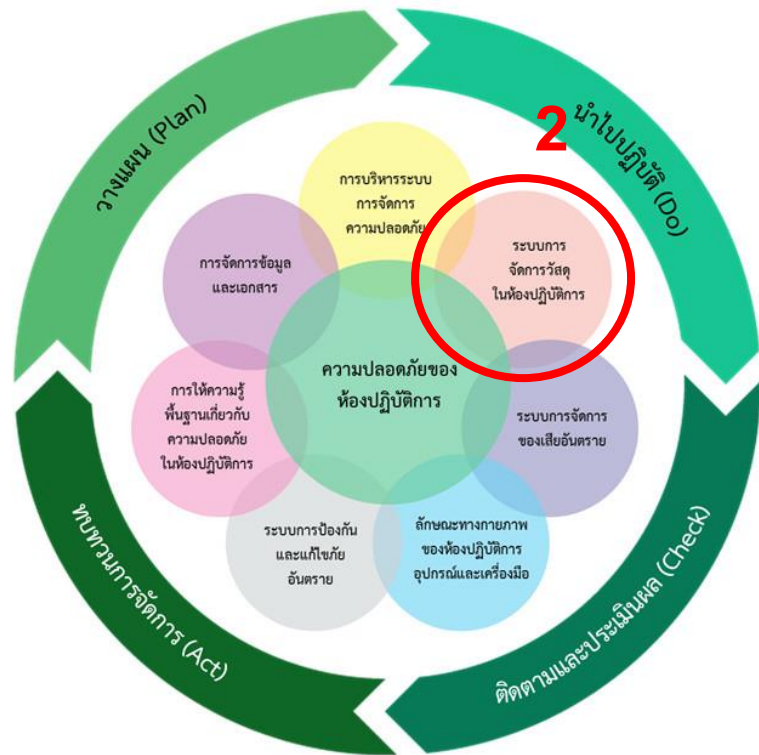 วางแผน (Plan)
นำไปปฏิบัติ (Do)
2
การบริหารระบบ
การจัดการ
ความปลอดภัย
ระบบการ
จัดการวัสดุ
ในห้องปฏิบัติการ
การจัดการข้อมูล
และเอกสาร
ความปลอดภัยของ
ห้องปฏิบัติการ
การให้ความรู้
พื้นฐานเกี่ยวกับ
ความปลอดภัย
ในห้องปฏิบัติการ
ระบบการจัดการ
ของเสียอันตราย
ระบบการป้องกัน
และแก้ไขภัย
อันตราย
ลักษณะทางกายภาพ
ของห้องปฏิบัติการ
อุปกรณ์และเครื่องมือ
ทบทวนการจัดการ (Act)
ติดตามและประเมินผล (Check)